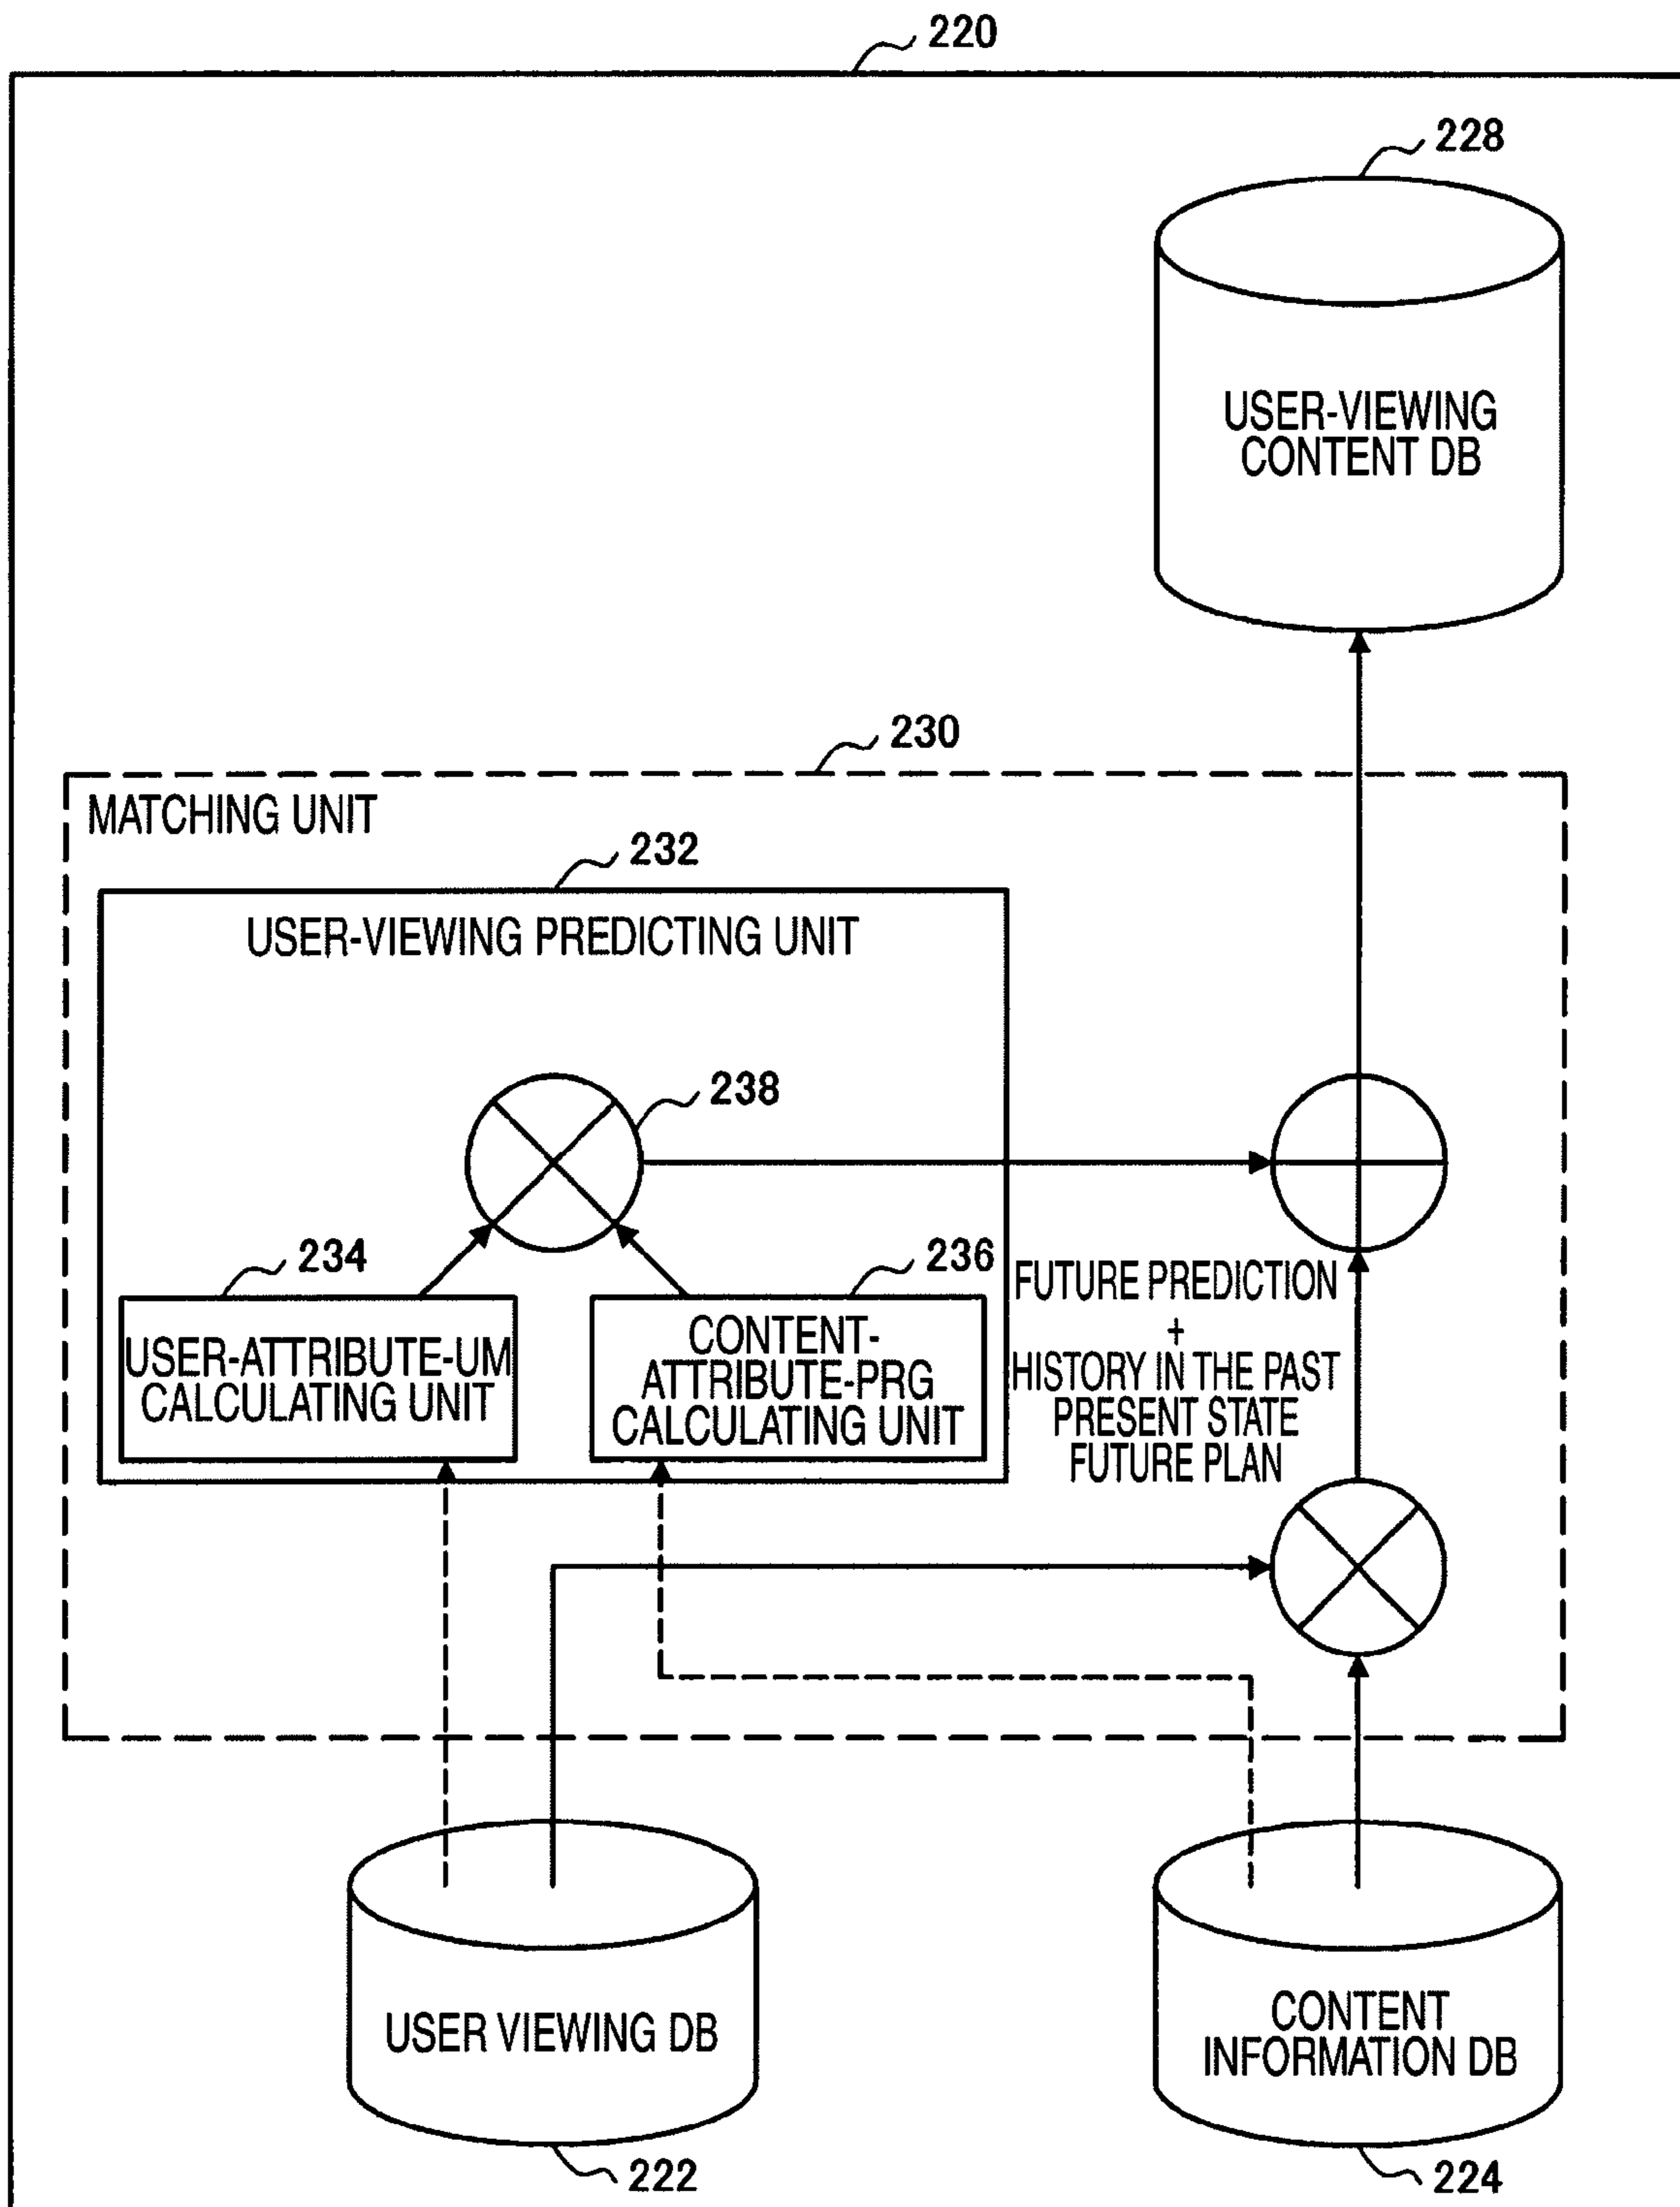 220
228
USER-VIEWING
CONTENT DB
230
MATCHING UNIT
232
USER-VIEWING PREDICTING UNIT
238
234
236
USER-ATTRIBUTE-UM
CALCULATING UNIT
CONTENT-
ATTRIBUTE-PRG
CALCULATING UNIT
FUTURE PREDICTION
+
HISTORY IN THE PAST
PRESENT STATE
FUTURE PLAN
USER VIEWING DB
CONTENT
INFORMATION DB
222
224